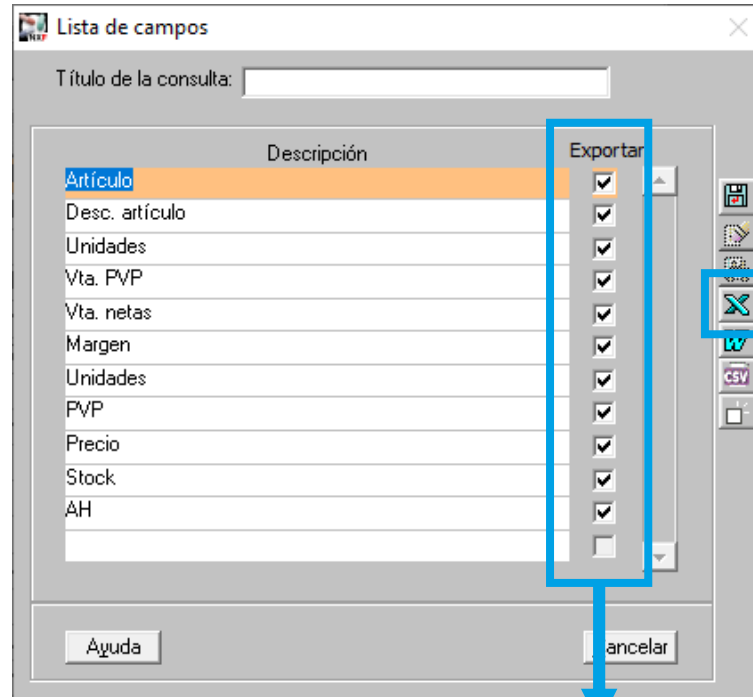 Lista de campos
Título de la consulta:
Descripción Exportar
Artículo
Desc. artículo
Unidades
Vta. PVP
Vta. netas
Margen
Unidades
PVP
Precio
Stock
AH
CSV
Ayuda ancelar